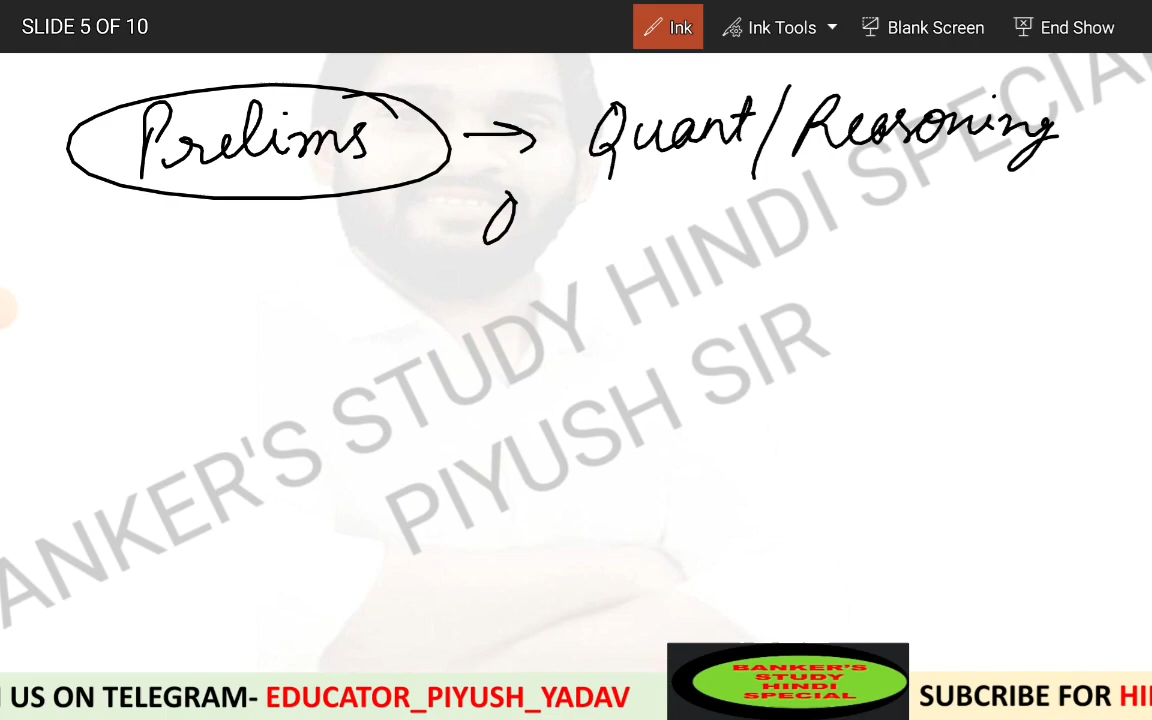 SLIDE 5 OF 10 Ink Ink Tools Blank Screen End Show
Prelims → Quant/Reasoning
ANKER'S STUDY HINDI SPECIAL
PIYUSH SIR
US ON TELEGRAM- EDUCATOR_PIYUSH_YADAV
BANKER'S
STUDY
HINDI
SPECIAL
SUBCRIBE FOR HI